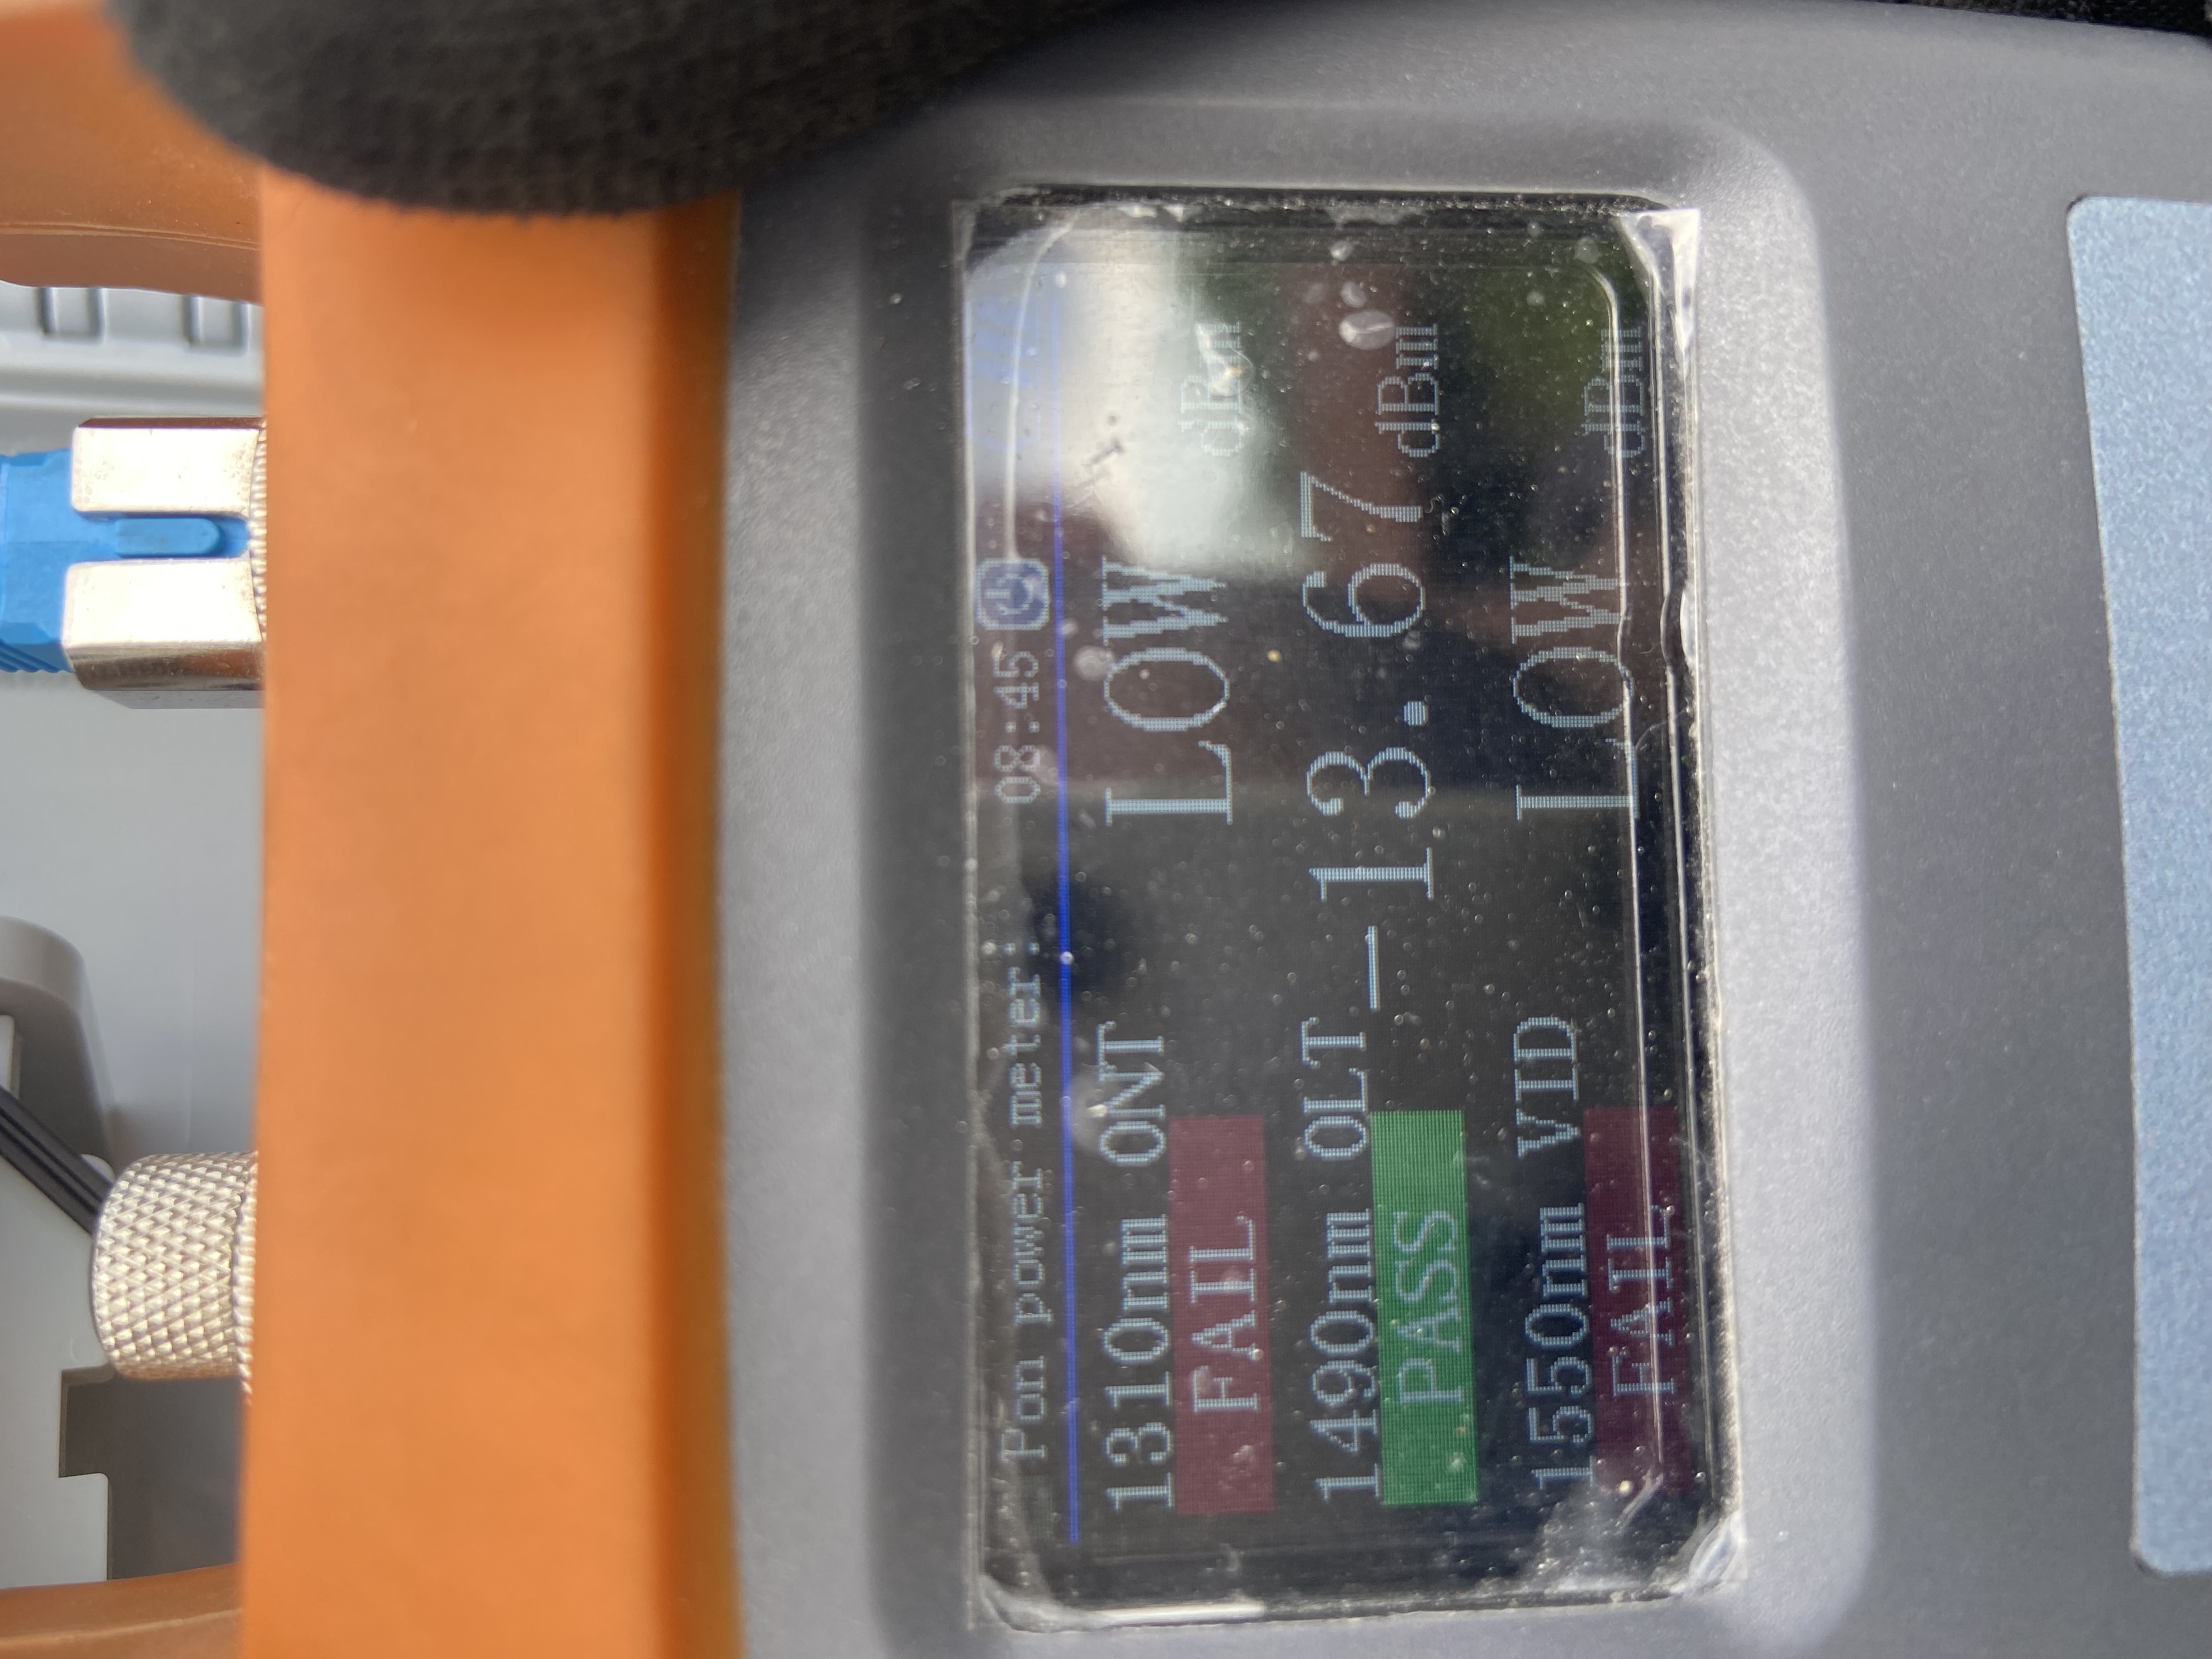 Pon power meter: 08:45
1310nm ONT LOW dBm
FAIL
1490nm OLT -13.67 dBm
PASS
1550nm VID LOW dBm
FAIL